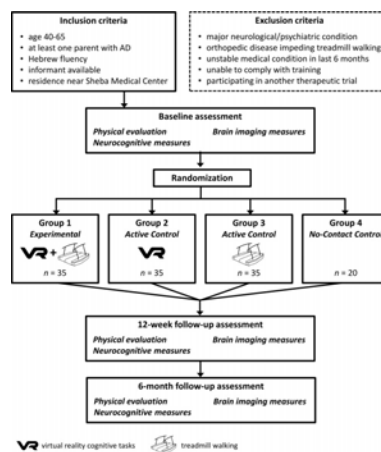 Inclusion criteria
• age 40-65
• at least one parent with AD
• Hebrew fluency
• informant available
• residence near Sheba Medical Center
Exclusion criteria
• major neurological/psychiatric condition
• orthopedic disease impeding treadmill walking
• unstable medical condition in last 6 months
• unable to comply with training
• participating in another therapeutic trial
Baseline assessment
Physical evaluation Brain imaging measures
Neurocognitive measures
Randomization
Group 1
Experimental
VR +
n = 35
Group 2
Active Control
VR
n = 35
Group 3
Active Control
n = 35
Group 4
No-Contact Control
n = 20
12-week follow-up assessment
Physical evaluation Brain imaging measures
Neurocognitive measures
6-month follow-up assessment
Physical evaluation Brain imaging measures
Neurocognitive measures
VR virtual reality cognitive tasks treadmill walking